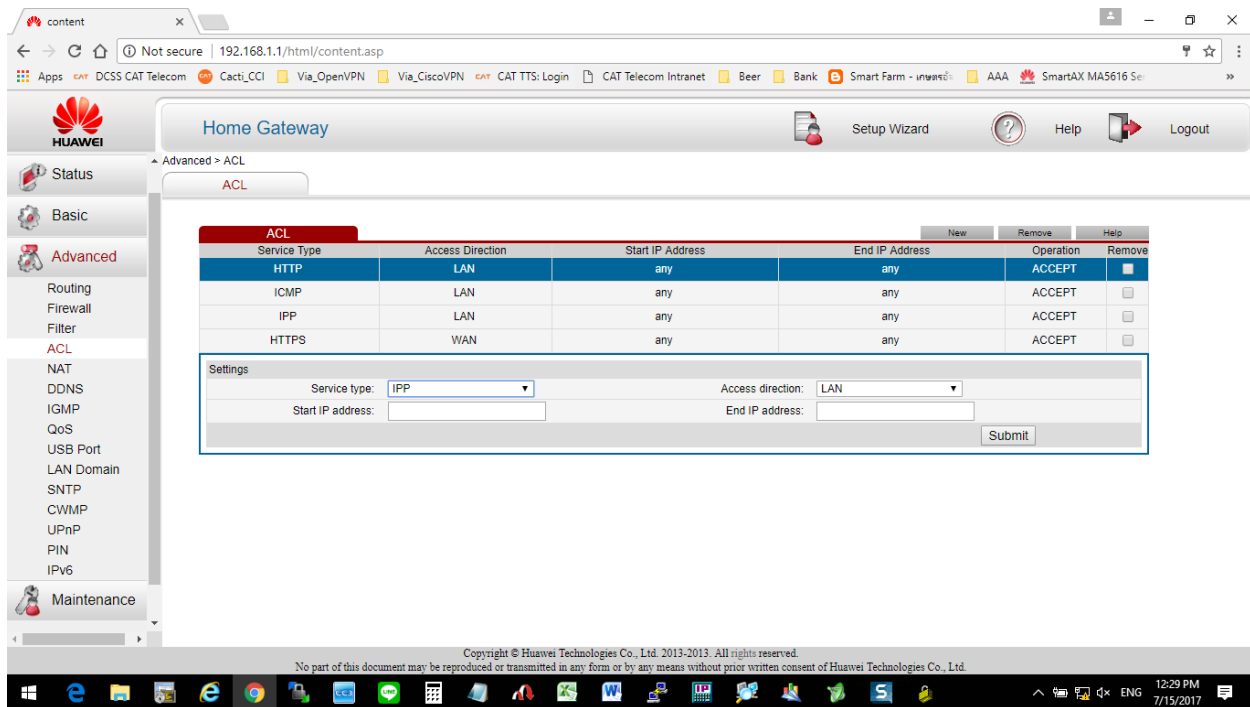 content
Not secure | 192.168.1.1/html/content.asp
Apps CAT DCSS CAT Telecom Cacti_CCI Via_OpenVPN Via_CiscoVPN CAT CAT TTS: Login CAT Telecom Intranet Beer Bank Smart Farm - AAA SmartAX MA5616 Se »
HUAWEI
Home Gateway
Setup Wizard
Help
Logout
Status
Basic
Advanced
Routing
Firewall
Filter
ACL
NAT
DDNS
IGMP
QoS
USB Port
LAN Domain
SNTP
CWMP
UPnP
PIN
IPv6
Maintenance
Advanced > ACL
ACL
ACL New Remove Help
Service Type Access Direction Start IP Address End IP Address Operation Remove
HTTP LAN any any ACCEPT
ICMP LAN any any ACCEPT
IPP LAN any any ACCEPT
HTTPS WAN any any ACCEPT
Settings
Service type: IPP Access direction: LAN
Start IP address: End IP address:
Submit
Copyright © Huawei Technologies Co., Ltd. 2013-2013. All rights reserved.
No part of this document may be reproduced or transmitted in any form or by any means without prior written consent of Huawei Technologies Co., Ltd.
ENG
12:29 PM
7/15/2017